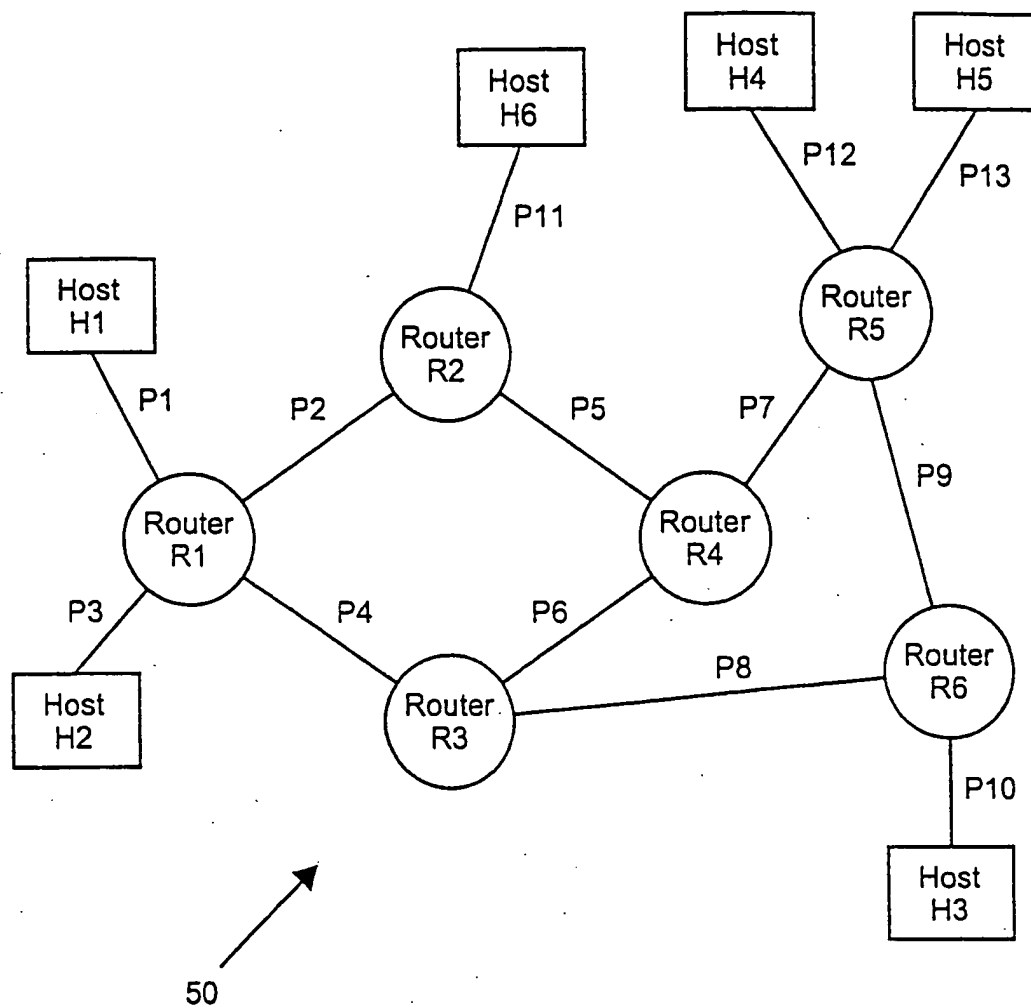 Host
H4
Host
H5
Host
H6
P12
P13
P11
Host
H1
Router
R5
Router
R2
P1
P2
P5
P7
P9
Router
R1
Router
R4
P3
P4
P6
P8
Router
R6
Host
H2
Router
R3
P10
Host
H3
50